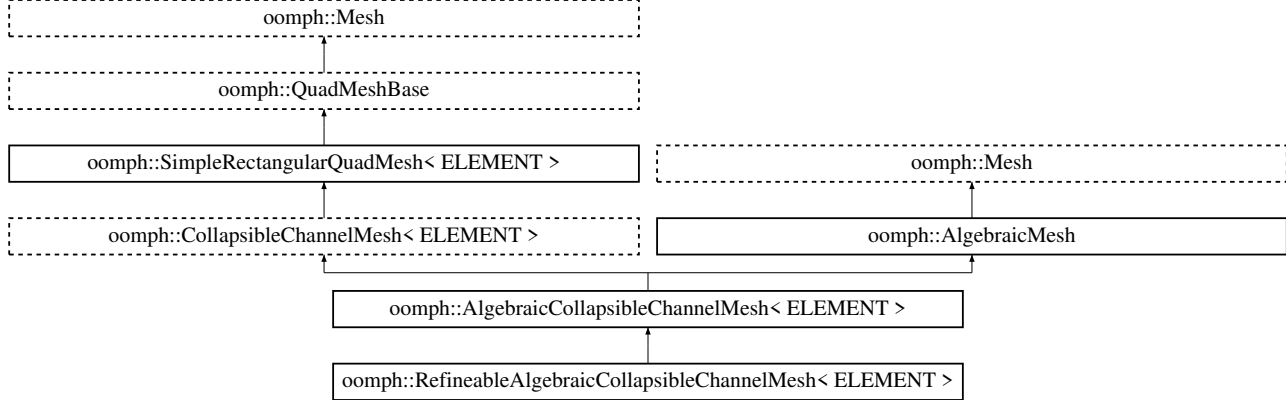 oomph::Mesh
oomph::QuadMeshBase
oomph::SimpleRectangularQuadMesh< ELEMENT >
oomph::Mesh
oomph::CollapsibleChannelMesh< ELEMENT >
oomph::AlgebraicMesh
oomph::AlgebraicCollapsibleChannelMesh< ELEMENT >
oomph::RefineableAlgebraicCollapsibleChannelMesh< ELEMENT >